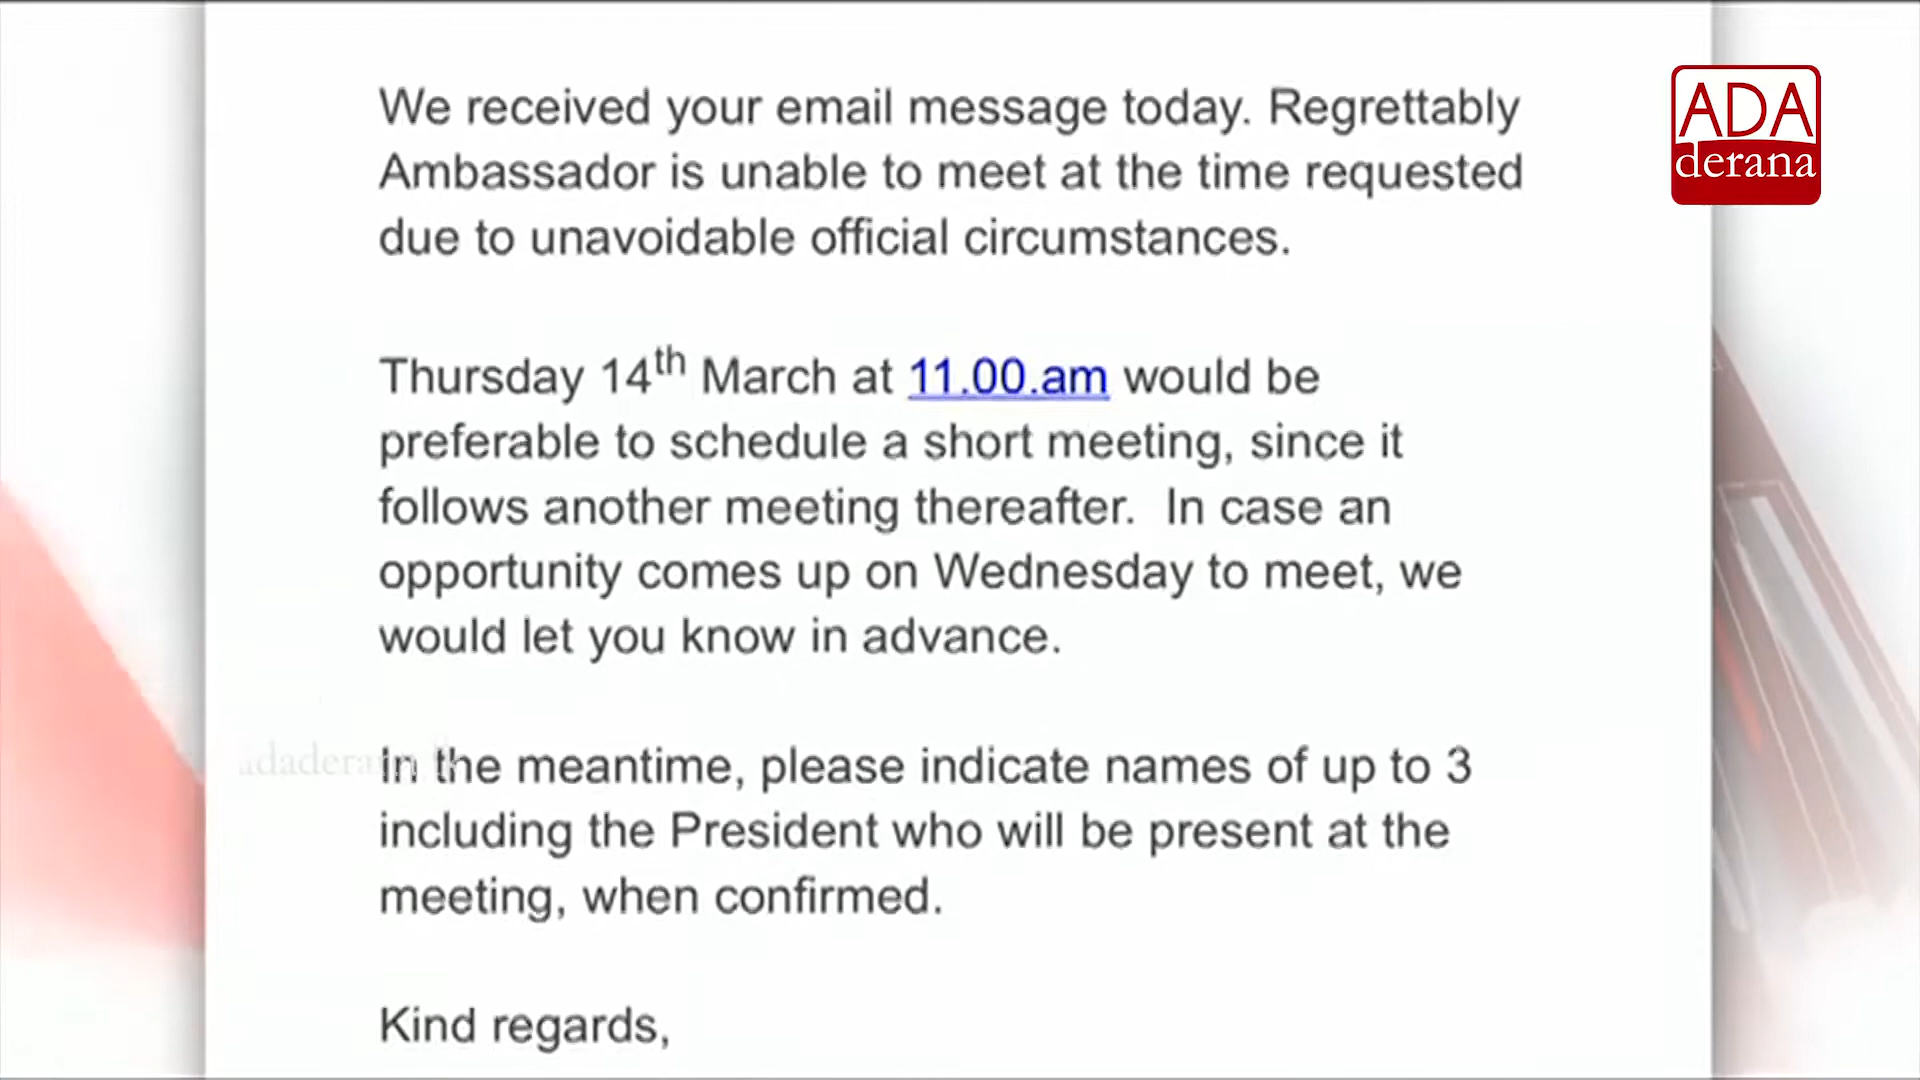 ADA
derana
We received your email message today. Regrettably
Ambassador is unable to meet at the time requested
due to unavoidable official circumstances.
Thursday 14th March at 11.00.am would be
preferable to schedule a short meeting, since it
follows another meeting thereafter. In case an
opportunity comes up on Wednesday to meet, we
would let you know in advance.
In the meantime, please indicate names of up to 3
including the President who will be present at the
meeting, when confirmed.
Kind regards,